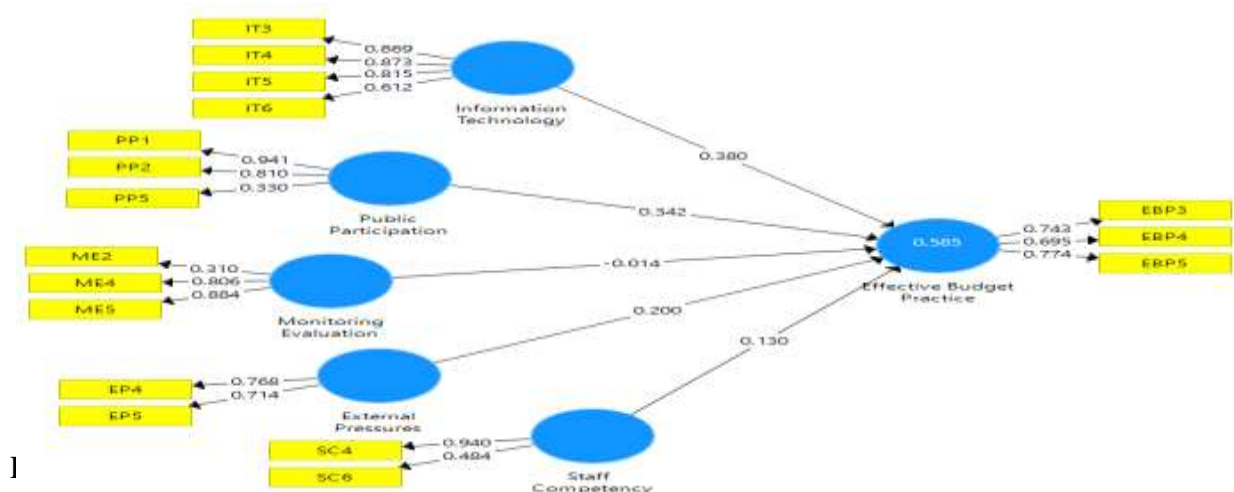 IT3
IT4
IT5
IT6
0.869
0.873
0.815
0.612
Information
Technology
PP1
PP2
PP5
0.941
0.810
0.330
Public
Participation
ME2
ME4
ME5
0.310
0.806
0.884
Monitoring
Evaluation
EP4
EP5
0.768
0.714
External
Pressures
SC4
SC6
0.940
0.484
Staff
Competency
0.380
0.342
-0.014
0.200
0.130
0.585
Effective Budget
Practice
0.743
0.695
0.774
EBP3
EBP4
EBP5